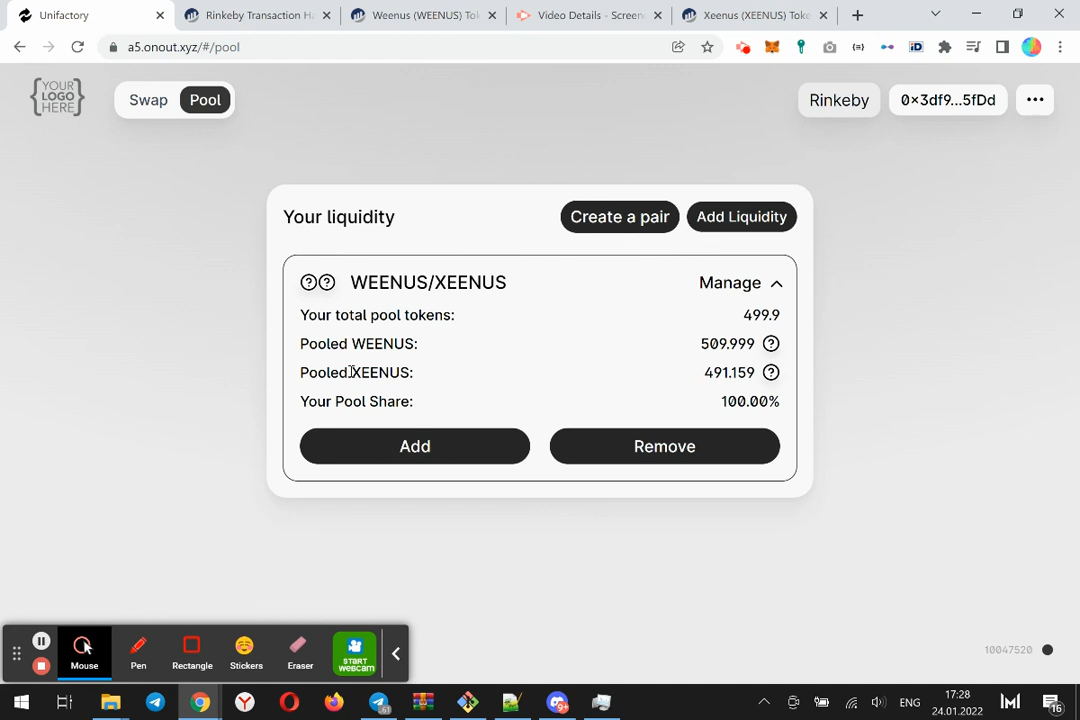 Unifactory
Rinkeby Transaction Ha
Weenus (WEENUS) Tok
Video Details - Screen
Xeenus (XEENUS) Toke
a5.onout.xyz/#/pool
YOUR
LOGO
HERE
Swap
Pool
Rinkeby
0×3df9...5fDd
Your liquidity
Create a pair
Add Liquidity
WEENUS/XEENUS
Manage
Your total pool tokens:
499.9
Pooled WEENUS:
509.999
Pooled XEENUS:
491.159
Your Pool Share:
100.00%
Add
Remove
10047520
Mouse
Pen
Rectangle
Stickers
Eraser
START
WEBCAM
61
ENG
17:28
24.01.2022
16